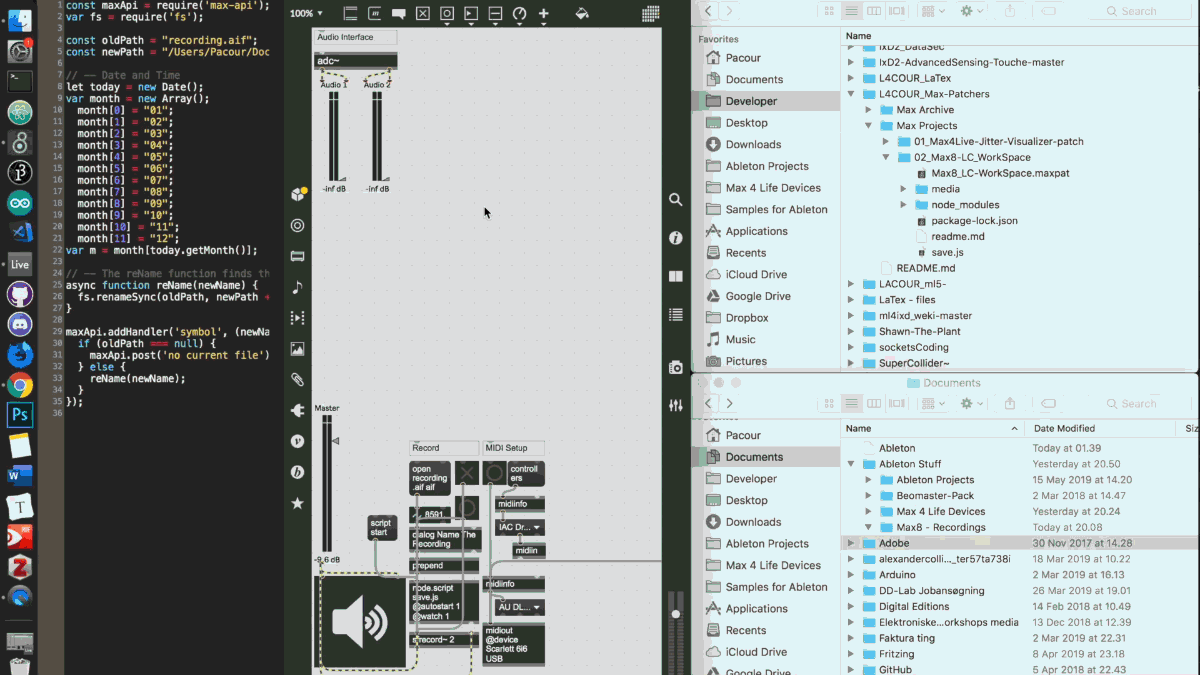 const maxApi = require('max-api');
var fs = require('fs');
const oldPath = "recording.aif";
const newPath = "/Users/Pacour/Doc
// -- Date and Time
let today = new Date();
var month = new Array();
month[0] = "01";
month[1] = "02";
month[2] = "03";
month[3] = "04";
month[4] = "05";
month[5] = "06";
month[6] = "07";
month[7] = "08";
month[8] = "09";
month[9] = "10";
month[10] = "11";
month[11] = "12";
var m = month[today.getMonth()];
// -- The reName function finds th
async function reName(newName) {
fs.renameSync(oldPath, newPath +
}
maxApi.addHandler('symbol', (newNa
if (oldPath === null) {
maxApi.post('no current file')
} else {
reName(newName);
}
});
Live
Ps
100%
Audio Interface
adc~
Audio 1
Audio 2
-inf dB
-inf dB
Master
-9.6 dB
Record
MIDI Setup
open
recording
.aif aif
controll
ers
8591.
midiinfo
script
start
IAC Dr...
dialog Name The
Recording
midiin
prepend
node.script
save.js
@autostart 1
@watch 1
midiinfo
AU DL...
sfrecord~ 2
midiout
@device
Scarlett 6i6
USB
Search
Favorites
Pacour
Documents
Developer
Desktop
Downloads
Ableton Projects
Max 4 Life Devices
Samples for Ableton
Applications
Recents
iCloud Drive
Google Drive
Dropbox
Music
Pictures
Name
IxD2_DataSec
IxD2-AdvancedSensing-Touche-master
L4COUR_LaTex
L4COUR_Max-Patchers
Max Archive
Max Projects
01_Max4Live-Jitter-Visualizer-patch
02_Max8-LC_WorkSpace
Max8_LC-WorkSpace.maxpat
media
node_modules
package-lock.json
readme.md
save.js
README.md
LACOUR_ml5-
LaTex - files
ml4ixd_weki-master
Shawn-The-Plant
socketsCoding
SuperCollider~
Documents
Search
Pacour
Documents
Developer
Desktop
Downloads
Ableton Projects
Max 4 Life Devices
Samples for Ableton
Applications
Recents
iCloud Drive
Google Drive
Name
Date Modified
Siz
Ableton
Today at 01.39
Ableton Stuff
Yesterday at 20.50
Ableton Projects
15 May 2019 at 14.20
Beomaster-Pack
2 Mar 2018 at 14.47
Max 4 Life Devices
Yesterday at 20.24
Max8 - Recordings
Today at 20.08
Adobe
30 Nov 2017 at 14.28
alexandercolli..._ter57ta738i
18 Mar 2019 at 10.22
Arduino
2 Mar 2019 at 16.13
DD-Lab Jobansøgning
26 Mar 2019 at 19.01
Digital Editions
14 Feb 2018 at 10.49
Elektroniske...orkshops media
13 Dec 2018 at 12.39
Faktura ting
2 Mar 2019 at 22.31
Fritzing
8 Apr 2019 at 23.18
GitHub
5 Apr 2018 at 22.43